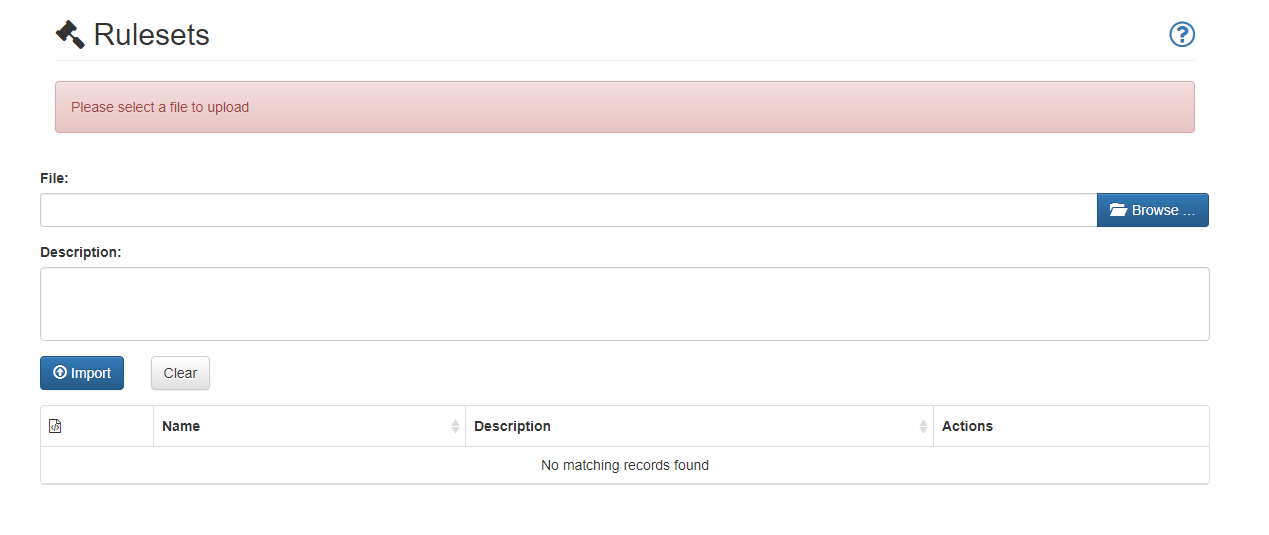 Rulesets
Please select a file to upload
File:
Browse ...
Description:
Import Clear
Name Description Actions
No matching records found